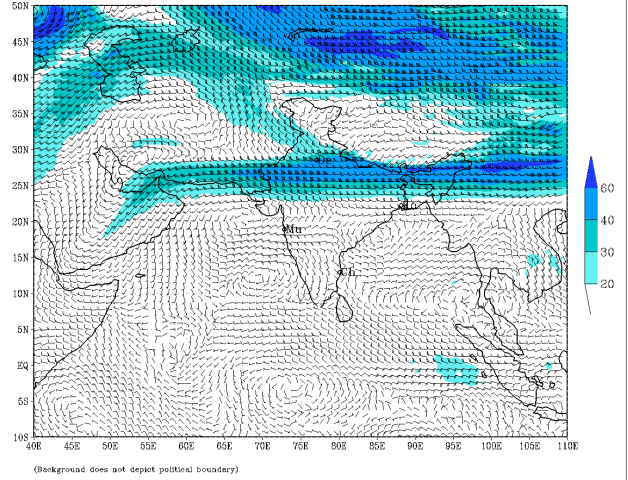 50N
45N
40N
35N
30N
25N
20N
15N
10N
5N
EQ
5S
10S
40E 45E 50E 55E 60E 65E 70E 75E 80E 85E 90E 95E 100E 105E 110E
De
Mu
Ch
60
40
30
20
(Background does not depict political boundary)